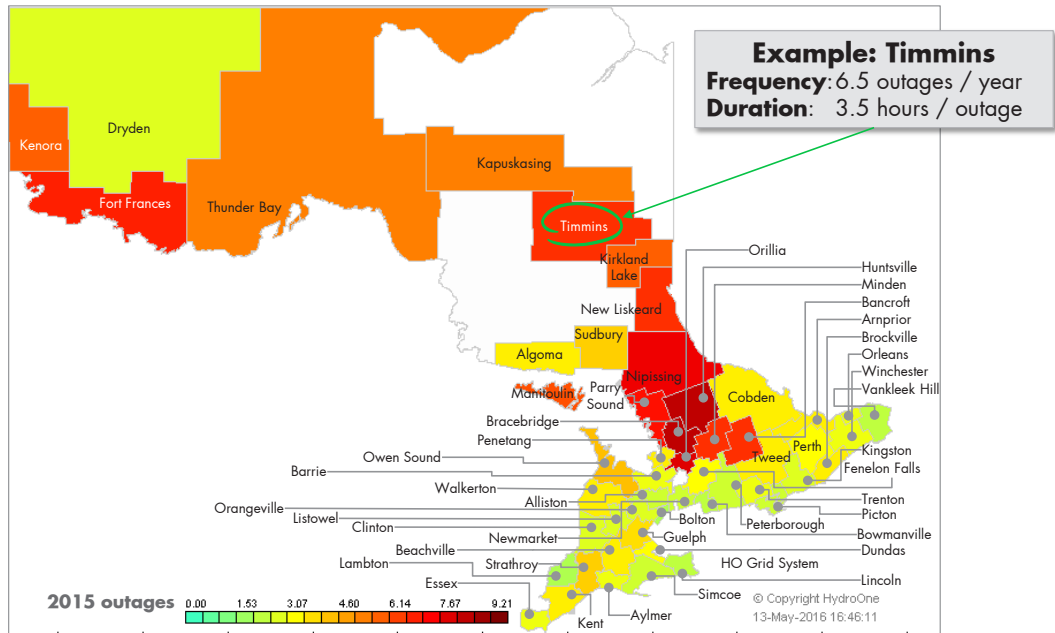 Example: Timmins
Frequency: 6.5 outages / year
Duration: 3.5 hours / outage
Dryden
Kenora
Kapuskasing
Fort Frances
Thunder Bay
Timmins
Orillia
Kirkland
Lake
Huntsville
Minden
New Liskeard
Bancroft
Arnprior
Sudbury
Brockville
Algoma
Orleans
Winchester
Nipissing
Vankleek Hill
Manitoulin
Parry
Sound
Cobden
Bracebridge
Penetang
Perth
Kingston
Owen Sound
Tweed
Fenelon Falls
Barrie
Walkerton
Trenton
Alliston
Orangeville
Picton
Listowel
Bolton
Peterborough
Clinton
Newmarket
Guelph
Bowmanville
Beachville
Dundas
Lambton
Strathroy
HO Grid System
Essex
Lincoln
Simcoe
Kent
Aylmer
2015 outages
0.00 1.53 3.07 4.60 6.14 7.67 9.21
© Copyright HydroOne
13-May-2016 16:46:11